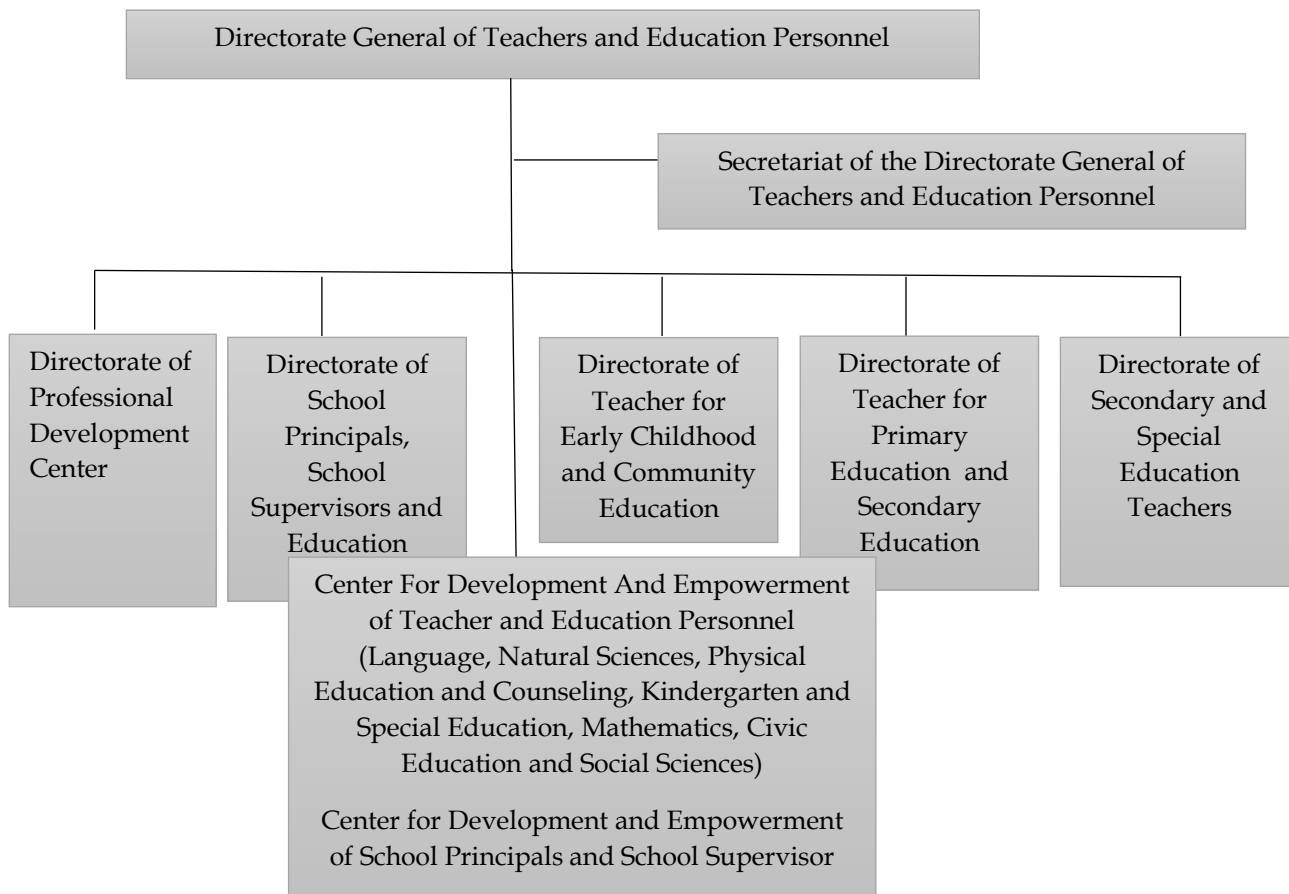 Directorate General of Teachers and Education Personnel
Secretariat of the Directorate General of
Teachers and Education Personnel
Directorate of
Professional
Development
Center
Directorate of
School
Principals,
School
Supervisors and
Education
Directorate of
Teacher for
Early Childhood
and Community
Education
Directorate of
Teacher for
Primary
Education and
Secondary
Education
Directorate of
Secondary and
Special
Education
Teachers
Center For Development And Empowerment
of Teacher and Education Personnel
(Language, Natural Sciences, Physical
Education and Counseling, Kindergarten and
Special Education, Mathematics, Civic
Education and Social Sciences)
Center for Development and Empowerment
of School Principals and School Supervisor